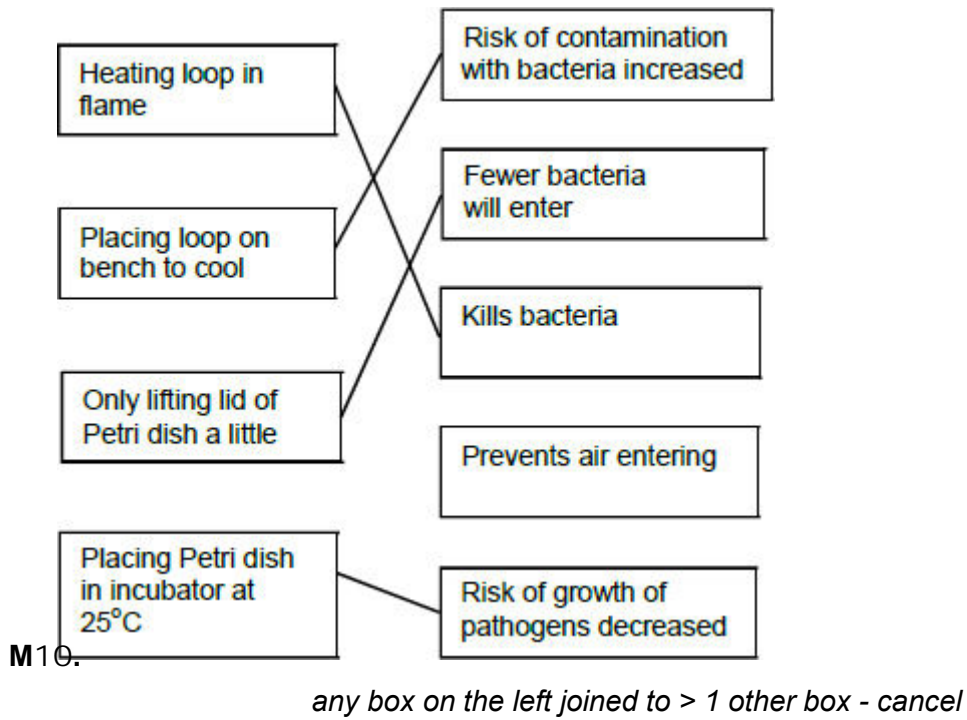 Heating loop in
flame
Placing loop on
bench to cool
Only lifting lid of
Petri dish a little
Placing Petri dish
in incubator at
25°C
Risk of contamination
with bacteria increased
Fewer bacteria
will enter
Kills bacteria
Prevents air entering
Risk of growth of
pathogens decreased
M10.
any box on the left joined to > 1 other box - cancel